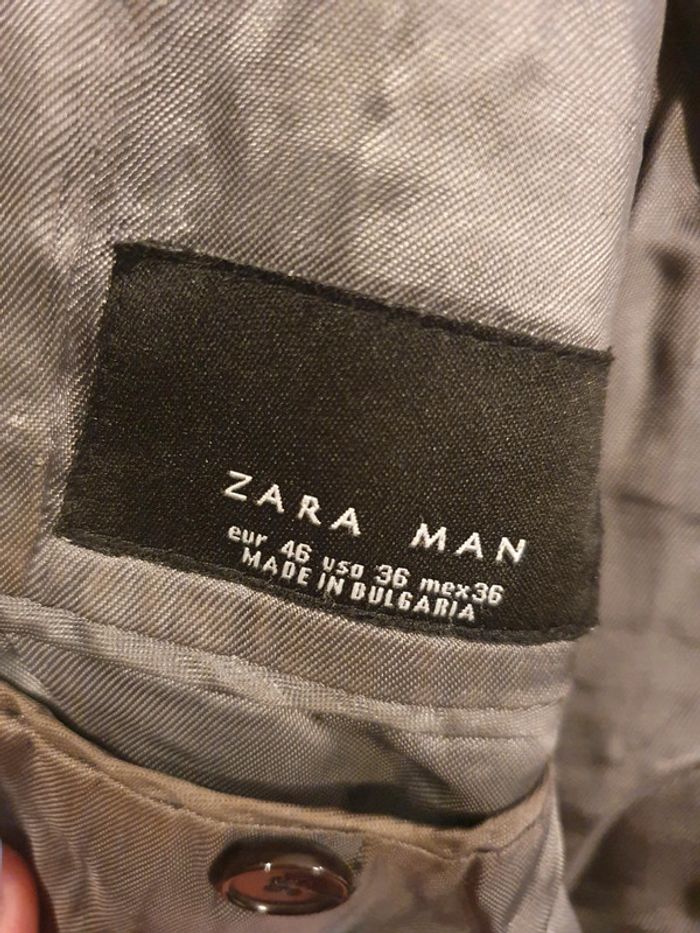 ZARA MAN
eur 46 usa 36 mex 36
MADE IN BULGARIA